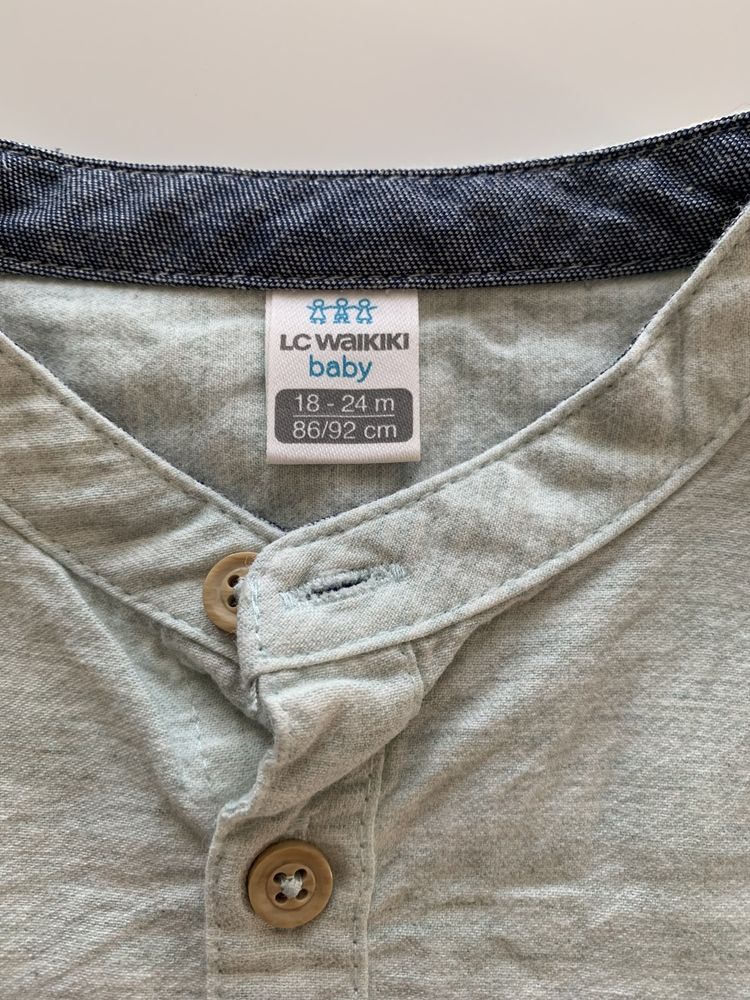 LC WAIKIKI
baby
18 - 24 m
86/92 cm